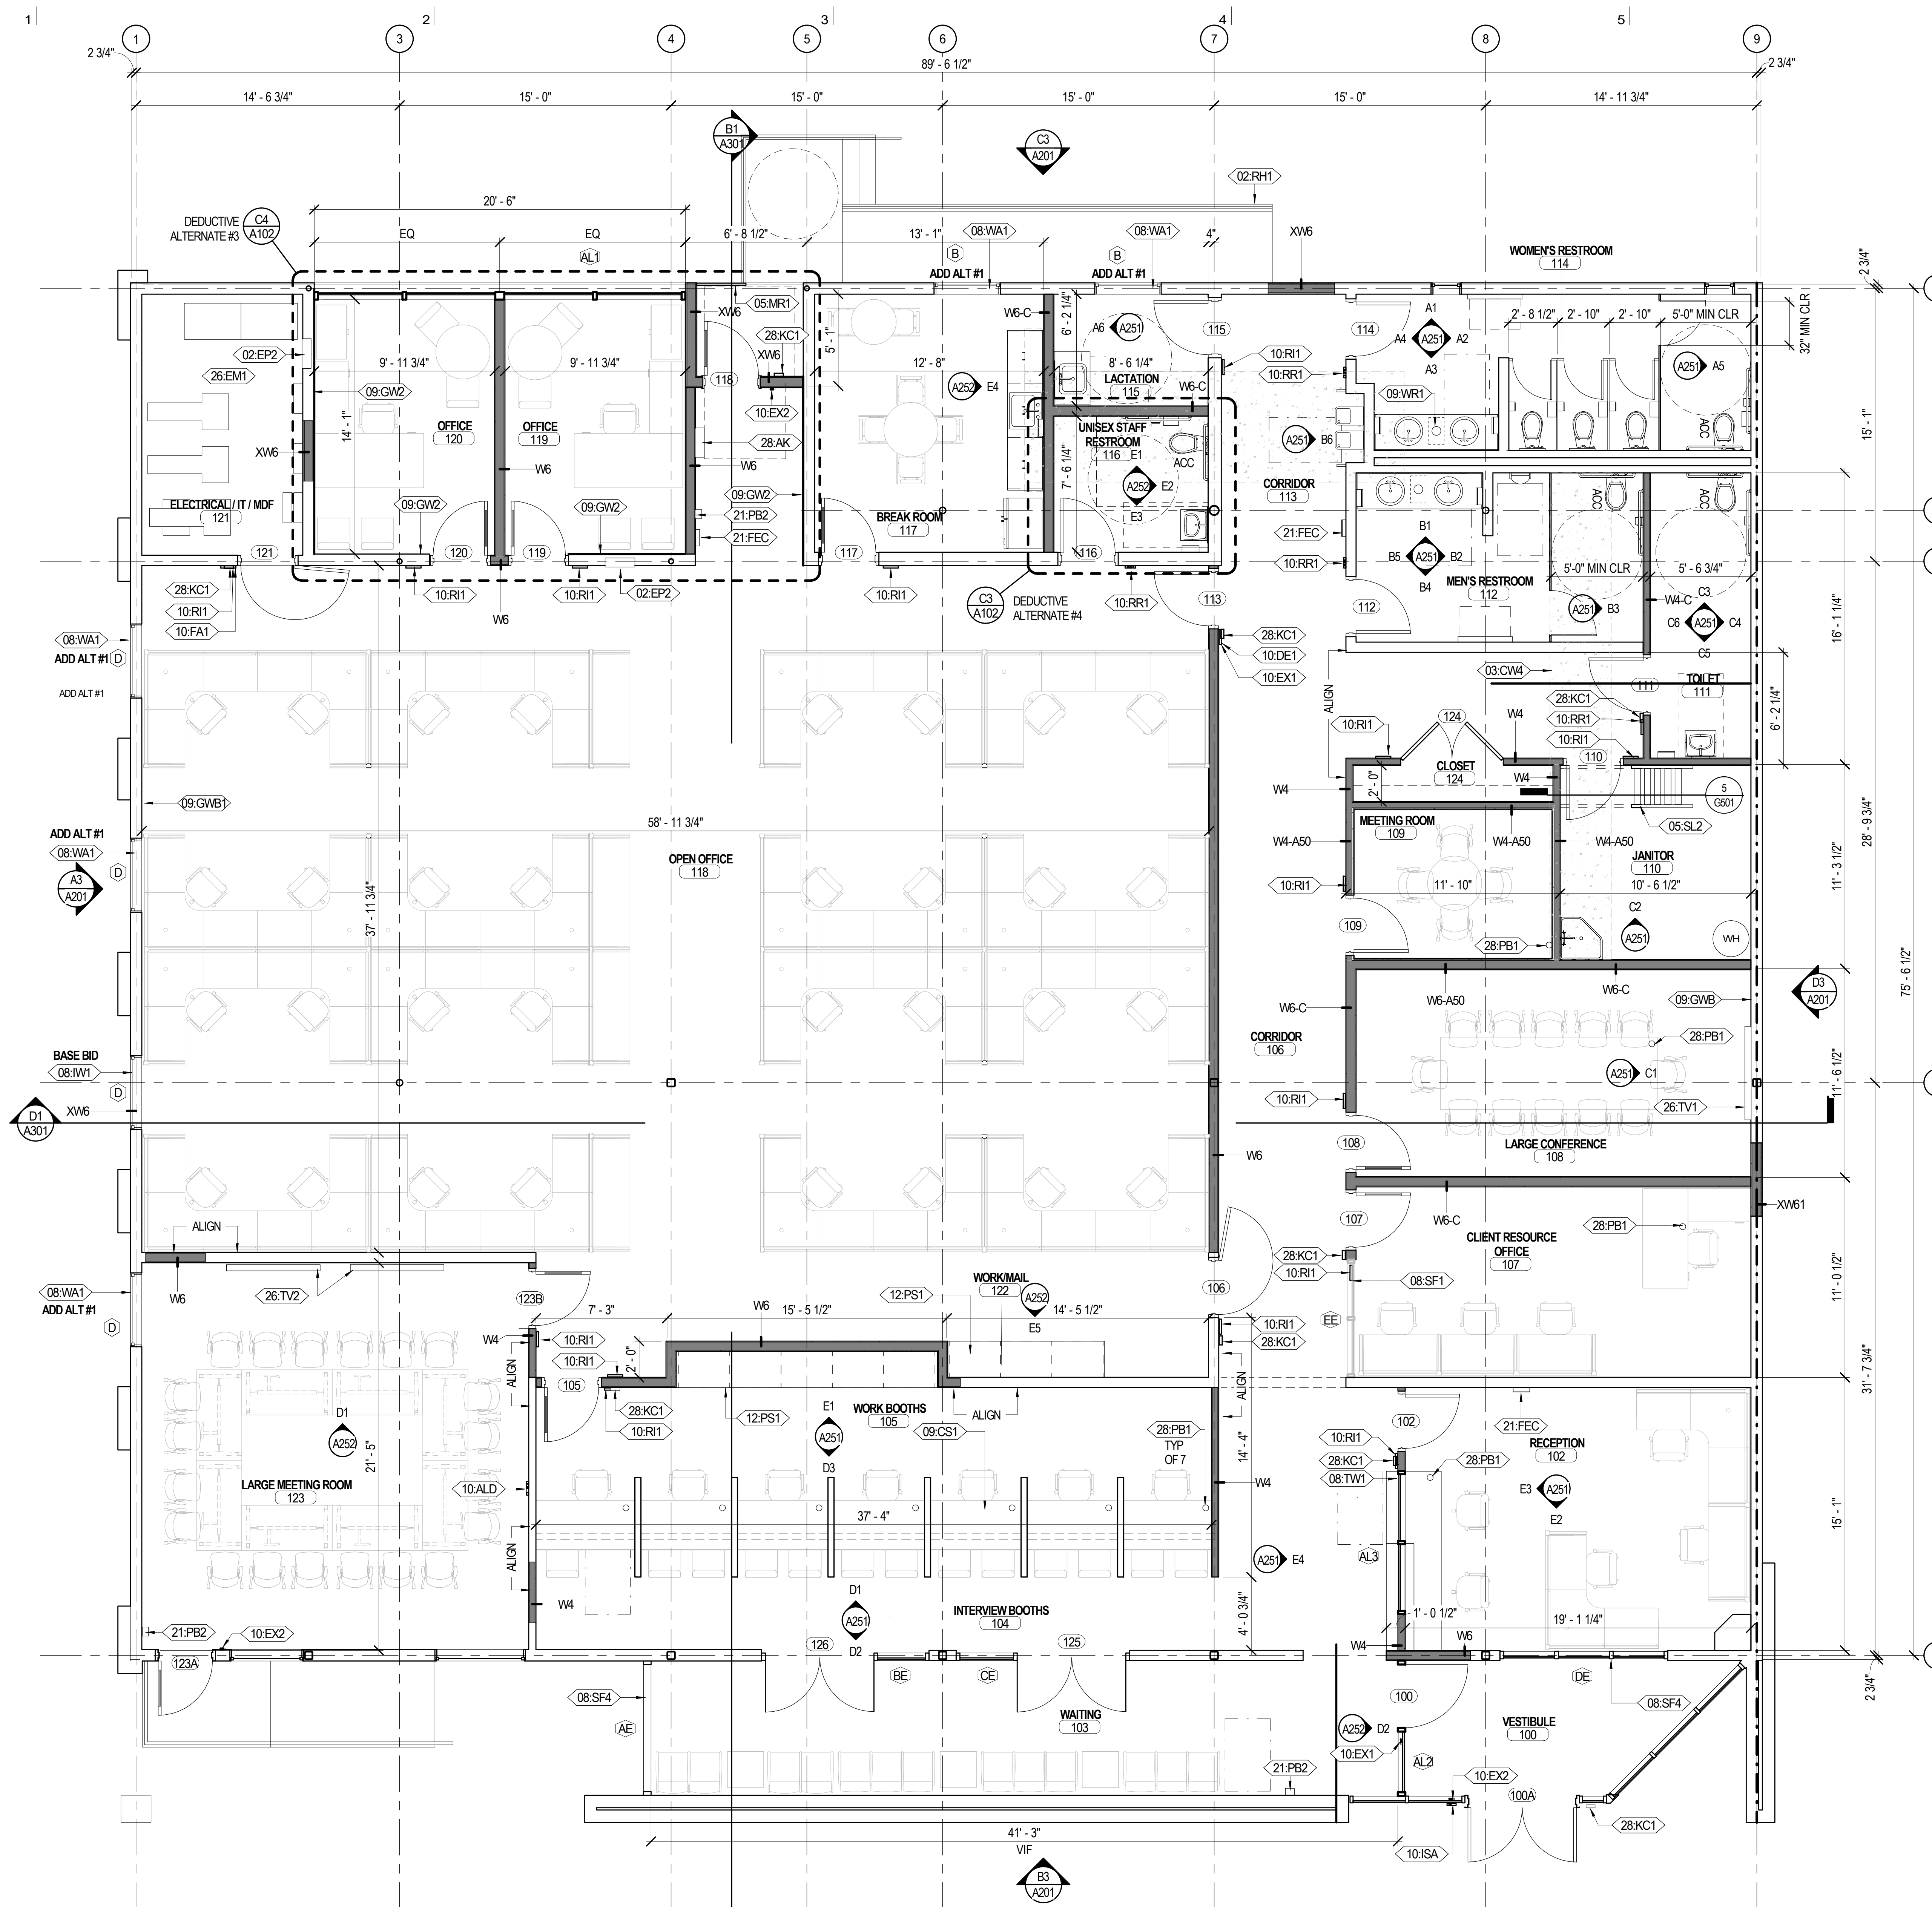 1
2
3
4
5
1
3
4
5
6
7
8
9
2 3/4"
89' - 6 1/2"
2 3/4"
14' - 6 3/4"
15' - 0"
15' - 0"
15' - 0"
15' - 0"
14' - 11 3/4"
B1
A301
C3
A201
02:RH1
DEDUCTIVE
ALTERNATE #3
C4
A102
20' - 6"
EQ
EQ
AL1
6' - 8 1/2"
13' - 1"
08:WA1
08:WA1
4"
XW6
B
B
ADD ALT #1
ADD ALT #1
WOMEN'S RESTROOM
114
2 3/4"
05:MR1
XW6
28:KC1
XW6
118
5' - 1"
W6-C
6' - 2 1/4"
A6
A251
115
114
A1
A4
A251
A2
A3
2' - 8 1/2"
2' - 10"
2' - 10"
5'-0" MIN CLR
32" MIN CLR
02:EP2
26:EM1
9' - 11 3/4"
9' - 11 3/4"
12' - 8"
8' - 6 1/4"
10:RI1
10:RR1
A251
A5
09:GW2
10:EX2
A252
E4
LACTATION
115
W6-C
09:WR1
14' - 1"
OFFICE
120
OFFICE
119
28:AK
UNISEX STAFF
RESTROOM
116
E1
A251
B6
ACC
15' - 1"
XW6
W6
W6
7' - 6 1/4"
ACC
A252
E2
E3
CORRIDOR
113
ACC
ACC
ELECTRICAL / IT / MDF
121
09:GW2
09:GW2
09:GW2
21:PB2
21:FEC
BREAK ROOM
117
21:FEC
B1
B5
A251
B2
B4
121
120
119
117
116
10:RR1
5'-0" MIN CLR
5' - 6 3/4"
28:KC1
10:RI1
10:FA1
10:RI1
10:RI1
02:EP2
W6
10:RI1
C3
A102
DEDUCTIVE
ALTERNATE #4
10:RR1
113
112
MEN'S RESTROOM
112
A251
B3
W4-C
C3
C6
A251
C4
C5
16' - 1 1/4"
08:WA1
ADD ALT #1
D
28:KC1
10:DE1
10:EX1
ADD ALT #1
03:CW4
ALIGN
111
TOILET
111
28:KC1
10:RR1
10:RI1
6' - 2 1/4"
10:RI1
124
W4
110
CLOSET
124
W4
W4
2' - 0"
5
G501
09:GWB1
58' - 11 3/4"
MEETING ROOM
109
W4-A50
W4-A50
W4-A50
05:SL2
28' - 9 3/4"
ADD ALT #1
08:WA1
OPEN OFFICE
118
JANITOR
110
11' - 3 1/2"
A3
A201
D
10:RI1
11' - 10"
10' - 6 1/2"
37' - 11 3/4"
C2
A251
109
28:PB1
WH
75' - 6 1/2"
W6-C
W6-A50
W6-C
09:GWB
D3
A201
CORRIDOR
106
28:PB1
BASE BID
08:IW1
D
A251
C1
11' - 6 1/2"
10:RI1
26:TV1
D1
A301
XW6
108
LARGE CONFERENCE
108
W6
W6-C
XW61
107
28:PB1
ALIGN
CLIENT RESOURCE
OFFICE
107
28:KC1
10:RI1
08:SF1
11' - 0 1/2"
08:WA1
ADD ALT #1
W6
26:TV2
123B
12:PS1
WORK/MAIL
122
A252
E5
106
7' - 3"
15' - 5 1/2"
W6
14' - 5 1/2"
D
W4
10:RI1
10:RI1
2' - 0"
10:RI1
28:KC1
EE
ALIGN
105
28:KC1
10:RI1
12:PS1
WORK BOOTHS
105
ALIGN
ALIGN
31' - 7 3/4"
E1
A251
D3
09:CS1
28:PB1
TYP
OF 7
14' - 4"
102
21:FEC
D1
A252
21' - 5"
10:RI1
28:KC1
08:TW1
28:PB1
RECEPTION
102
LARGE MEETING ROOM
123
10:ALD
W4
E3
A251
E2
15' - 1"
37' - 4"
ALIGN
A251
E4
AL3
W4
D1
A251
D2
INTERVIEW BOOTHS
104
4' - 0 3/4"
1' - 0 1/2"
19' - 1 1/4"
21:PB2
10:EX2
126
125
W4
W6
123A
BE
CE
DE
2 3/4"
08:SF4
100
08:SF4
AE
WAITING
103
A252
D2
VESTIBULE
100
10:EX1
AL2
21:PB2
10:EX2
100A
41' - 3"
VIF
10:ISA
28:KC1
B3
A201